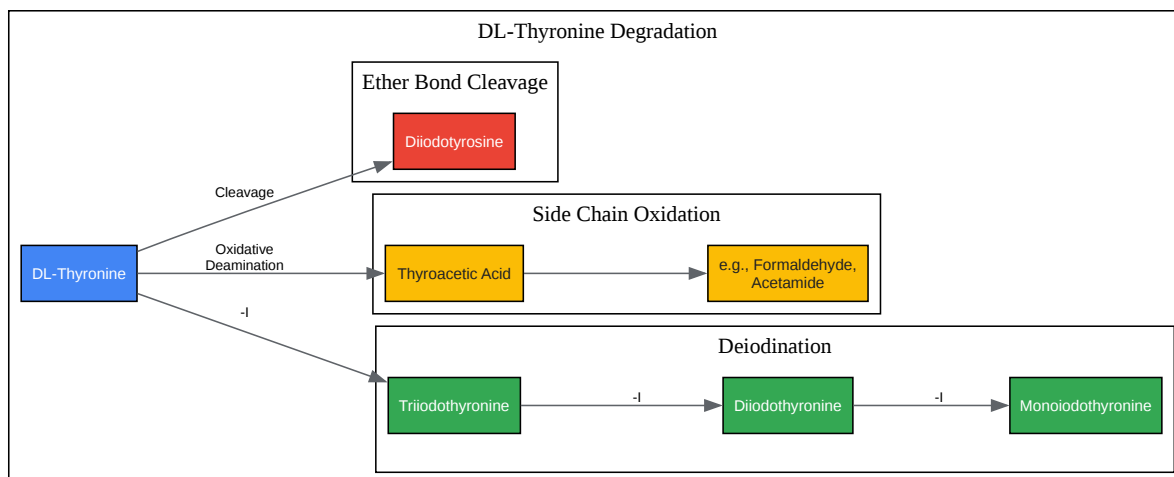 DL-Thyronine Degradation
Ether Bond Cleavage
Diiodotyrosine
Cleavage
Side Chain Oxidation
DL-Thyronine
Oxidative
Deamination
Thyroacetic Acid
e.g., Formaldehyde,
Acetamide
-I
Deiodination
Triiodothyronine
-I
Diiodothyronine
-I
Monoiodothyronine